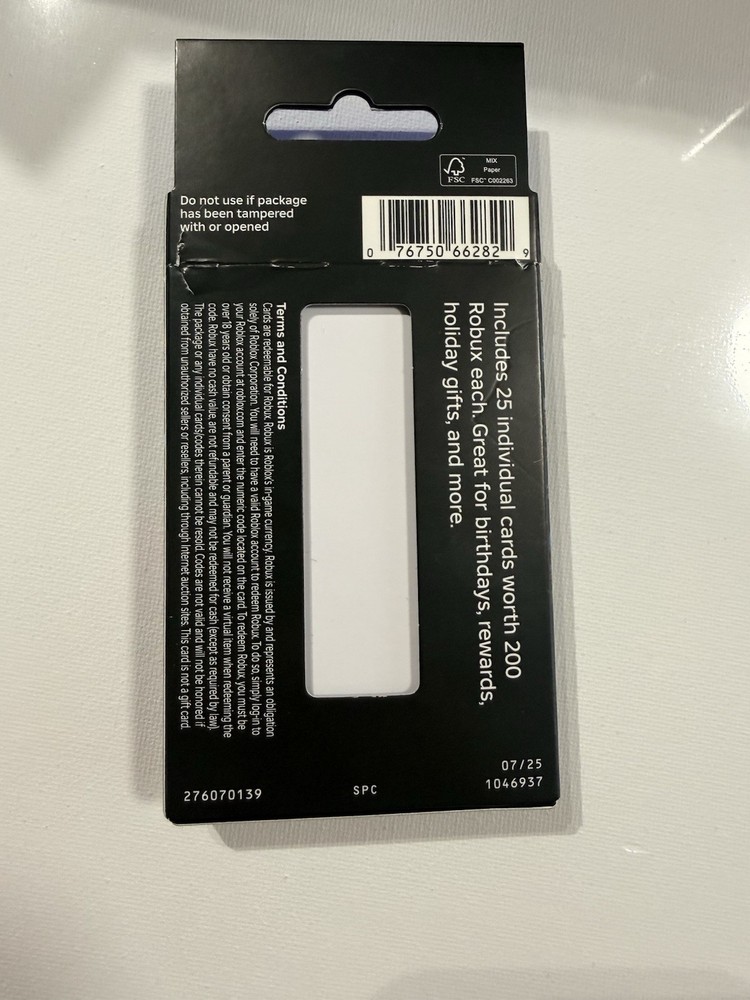 MIX
Paper
FSC
FSC™ C002263
Do not use if package
has been tampered
with or opened
0 76750 66282 9
Includes 25 individual cards worth 200
Robux each. Great for birthdays, rewards,
holiday gifts, and more.
Terms and Conditions
Cards are redeemable for Robux. Robux is Roblox's in-game currency. Robux is issued by and represents an obligation
solely of Roblox Corporation. You will need to have a valid Roblox account to redeem Robux. To do so, simply log-in to
your Roblox account at roblox.com and enter the numeric code located on the card. To redeem Robux, you must be
over 18 years old or obtain consent from a parent or guardian. You will not receive a virtual item when redeeming the
code. Robux have no cash value, are not refundable and may not be redeemed for cash (except as required by law).
The package or any individual cards/codes therein cannot be resold. Codes are not valid and will not be honored if
obtained from unauthorized sellers or resellers, including through Internet auction sites. This card is not a gift card.
07/25
1046937
SPC
276070139